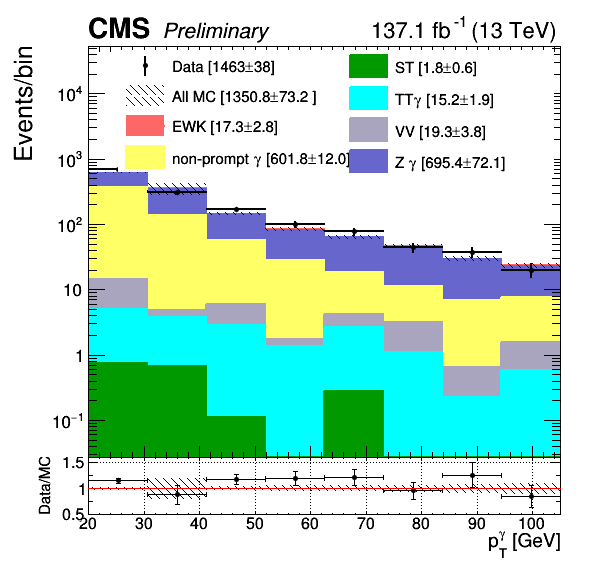 CMS Preliminary 137.1 fb⁻¹ (13 TeV)
Events/bin
Data [1463±38]
All MC [1350.8±73.2 ]
EWK [17.3±2.8]
non-prompt γ [601.8±12.0]
ST [1.8±0.6]
TTγ [15.2±1.9]
VV [19.3±3.8]
Z γ [695.4±72.1]
10⁴
10³
10²
10
1
10⁻¹
Data/MC
1.5
1
0.5
20 30 40 50 60 70 80 90 100
p_T^γ [GeV]